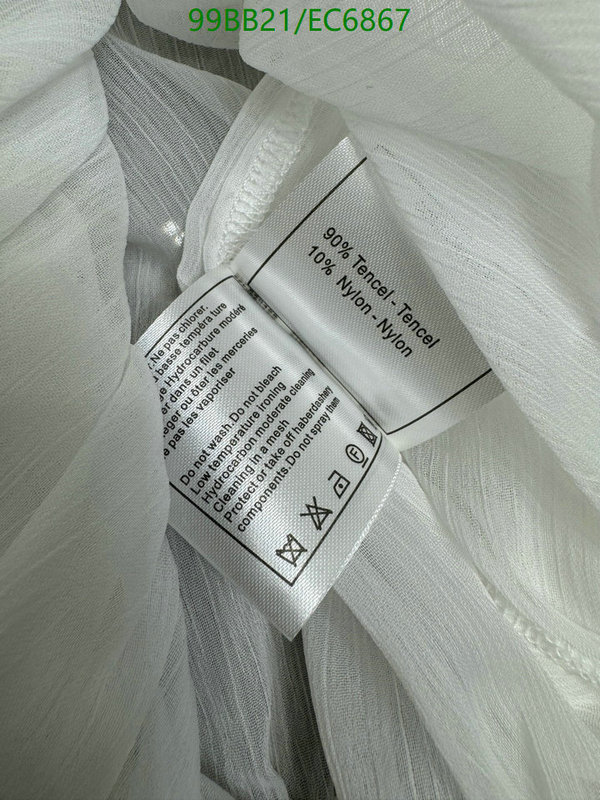 99BB21/EC6867
90% Tencel - Tencel
10% Nylon - Nylon
Ne pas chlorer.
basse température
Hydrocarbure modéré
dans un filet
ou ôter les merceries
pas les vaporiser
Do not wash.Do not bleach
Low temperature ironing
Hydrocarbon moderate cleaning
Cleaning in a mesh
Protect or take off haberdashery
components.Do not spray them